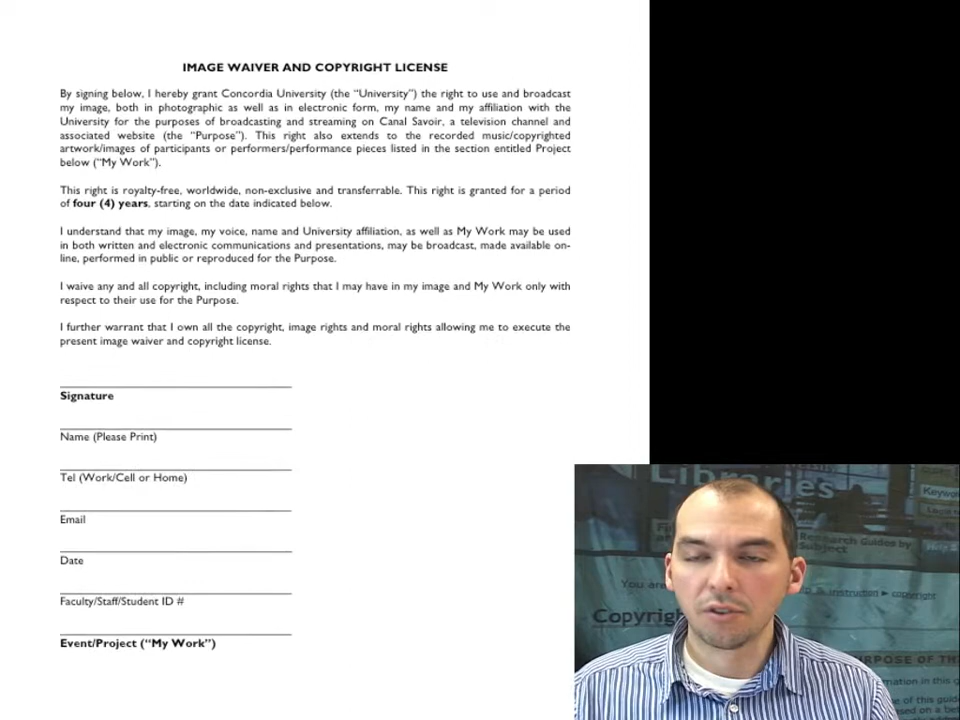 IMAGE WAIVER AND COPYRIGHT LICENSE
By signing below, I hereby grant Concordia University (the “University”) the right to use and broadcast
my image, both in photographic as well as in electronic form, my name and my affiliation with the
University for the purposes of broadcasting and streaming on Canal Savoir, a television channel and
associated website (the “Purpose”). This right also extends to the recorded music/copyrighted
artwork/images of participants or performers/performance pieces listed in the section entitled Project
below (“My Work”).
This right is royalty-free, worldwide, non-exclusive and transferrable. This right is granted for a period
of four (4) years, starting on the date indicated below.
I understand that my image, my voice, name and University affiliation, as well as My Work may be used
in both written and electronic communications and presentations, may be broadcast, made available on-
line, performed in public or reproduced for the Purpose.
I waive any and all copyright, including moral rights that I may have in my image and My Work only with
respect to their use for the Purpose.
I further warrant that I own all the copyright, image rights and moral rights allowing me to execute the
present image waiver and copyright license.
Signature
Name (Please Print)
Tel (Work/Cell or Home)
Email
Date
Faculty/Staff/Student ID #
Event/Project (“My Work”)
Libraries
Research Guides by
Subject
You are
instruction ► copyright
Copyrigh
RPOSE OF TH